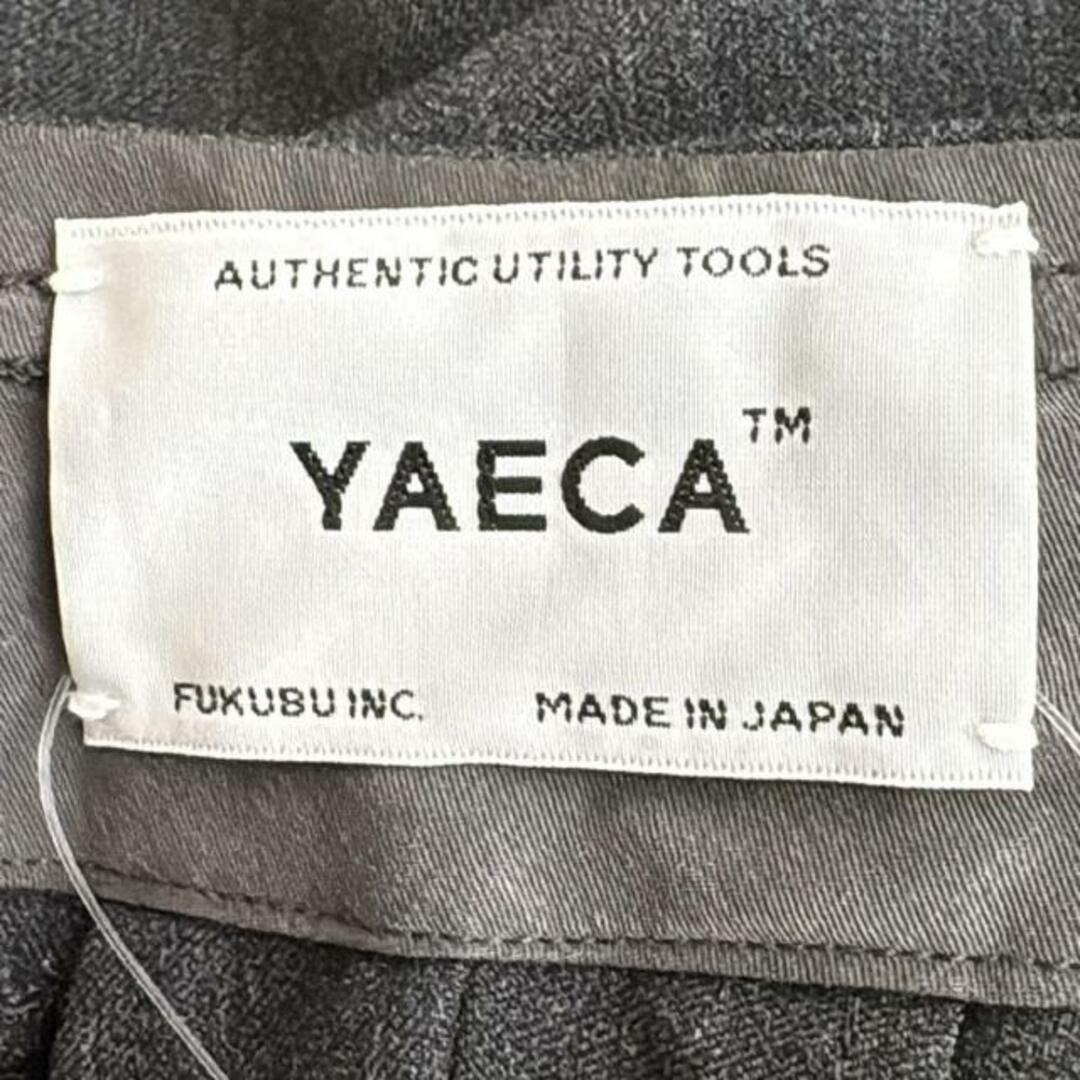 AUTHENTIC UTILITY TOOLS
YAECA™
FUKUBU INC. MADE IN JAPAN